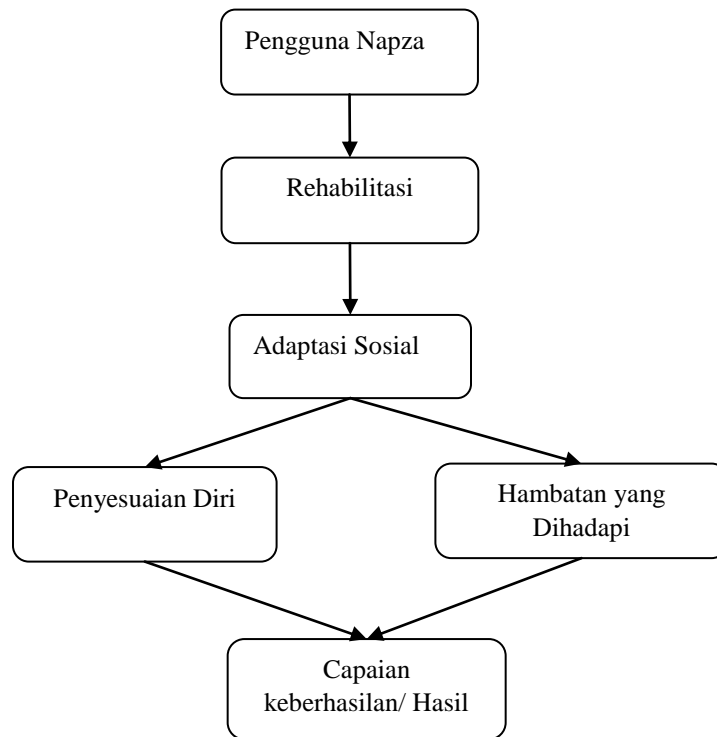 Pengguna Napza
Rehabilitasi
Adaptasi Sosial
Penyesuaian Diri
Hambatan yang
Dihadapi
Capaian
keberhasilan/ Hasil